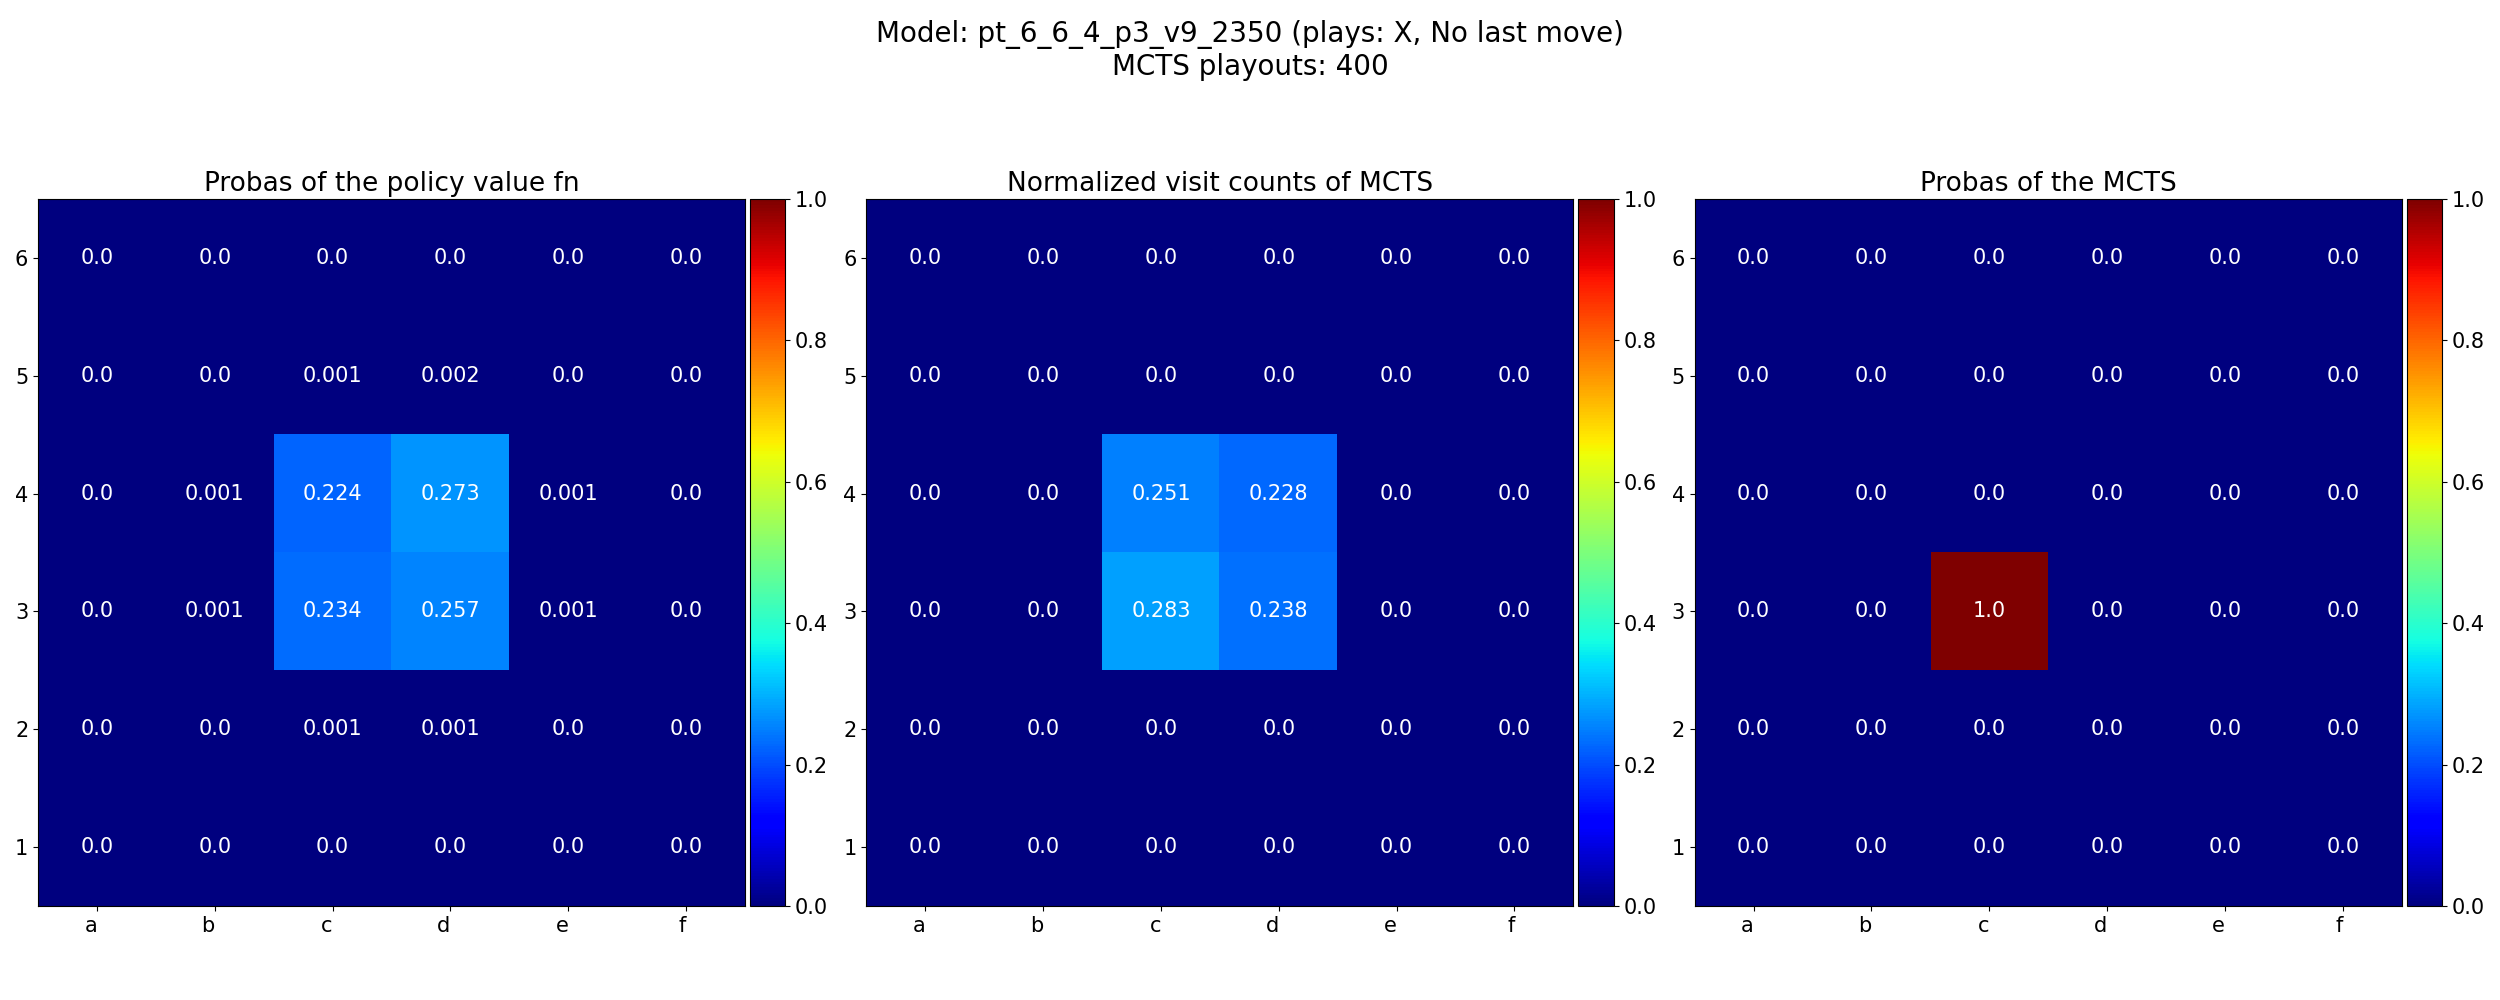 Model: pt_6_6_4_p3_v9_2350 (plays: X, No last move)
MCTS playouts: 400
Probas of the policy value fn
1.0
6 0.0 0.0 0.0 0.0 0.0 0.0
0.8
5 0.0 0.0 0.001 0.002 0.0 0.0
0.6
4 0.0 0.001 0.224 0.273 0.001 0.0
0.4
3 0.0 0.001 0.234 0.257 0.001 0.0
0.2
2 0.0 0.0 0.001 0.001 0.0 0.0
1 0.0 0.0 0.0 0.0 0.0 0.0
0.0
a b c d e f
Normalized visit counts of MCTS
1.0
6 0.0 0.0 0.0 0.0 0.0 0.0
0.8
5 0.0 0.0 0.0 0.0 0.0 0.0
0.6
4 0.0 0.0 0.251 0.228 0.0 0.0
0.4
3 0.0 0.0 0.283 0.238 0.0 0.0
0.2
2 0.0 0.0 0.0 0.0 0.0 0.0
1 0.0 0.0 0.0 0.0 0.0 0.0
0.0
a b c d e f
Probas of the MCTS
1.0
6 0.0 0.0 0.0 0.0 0.0 0.0
0.8
5 0.0 0.0 0.0 0.0 0.0 0.0
0.6
4 0.0 0.0 0.0 0.0 0.0 0.0
0.4
3 0.0 0.0 1.0 0.0 0.0 0.0
0.2
2 0.0 0.0 0.0 0.0 0.0 0.0
1 0.0 0.0 0.0 0.0 0.0 0.0
0.0
a b c d e f